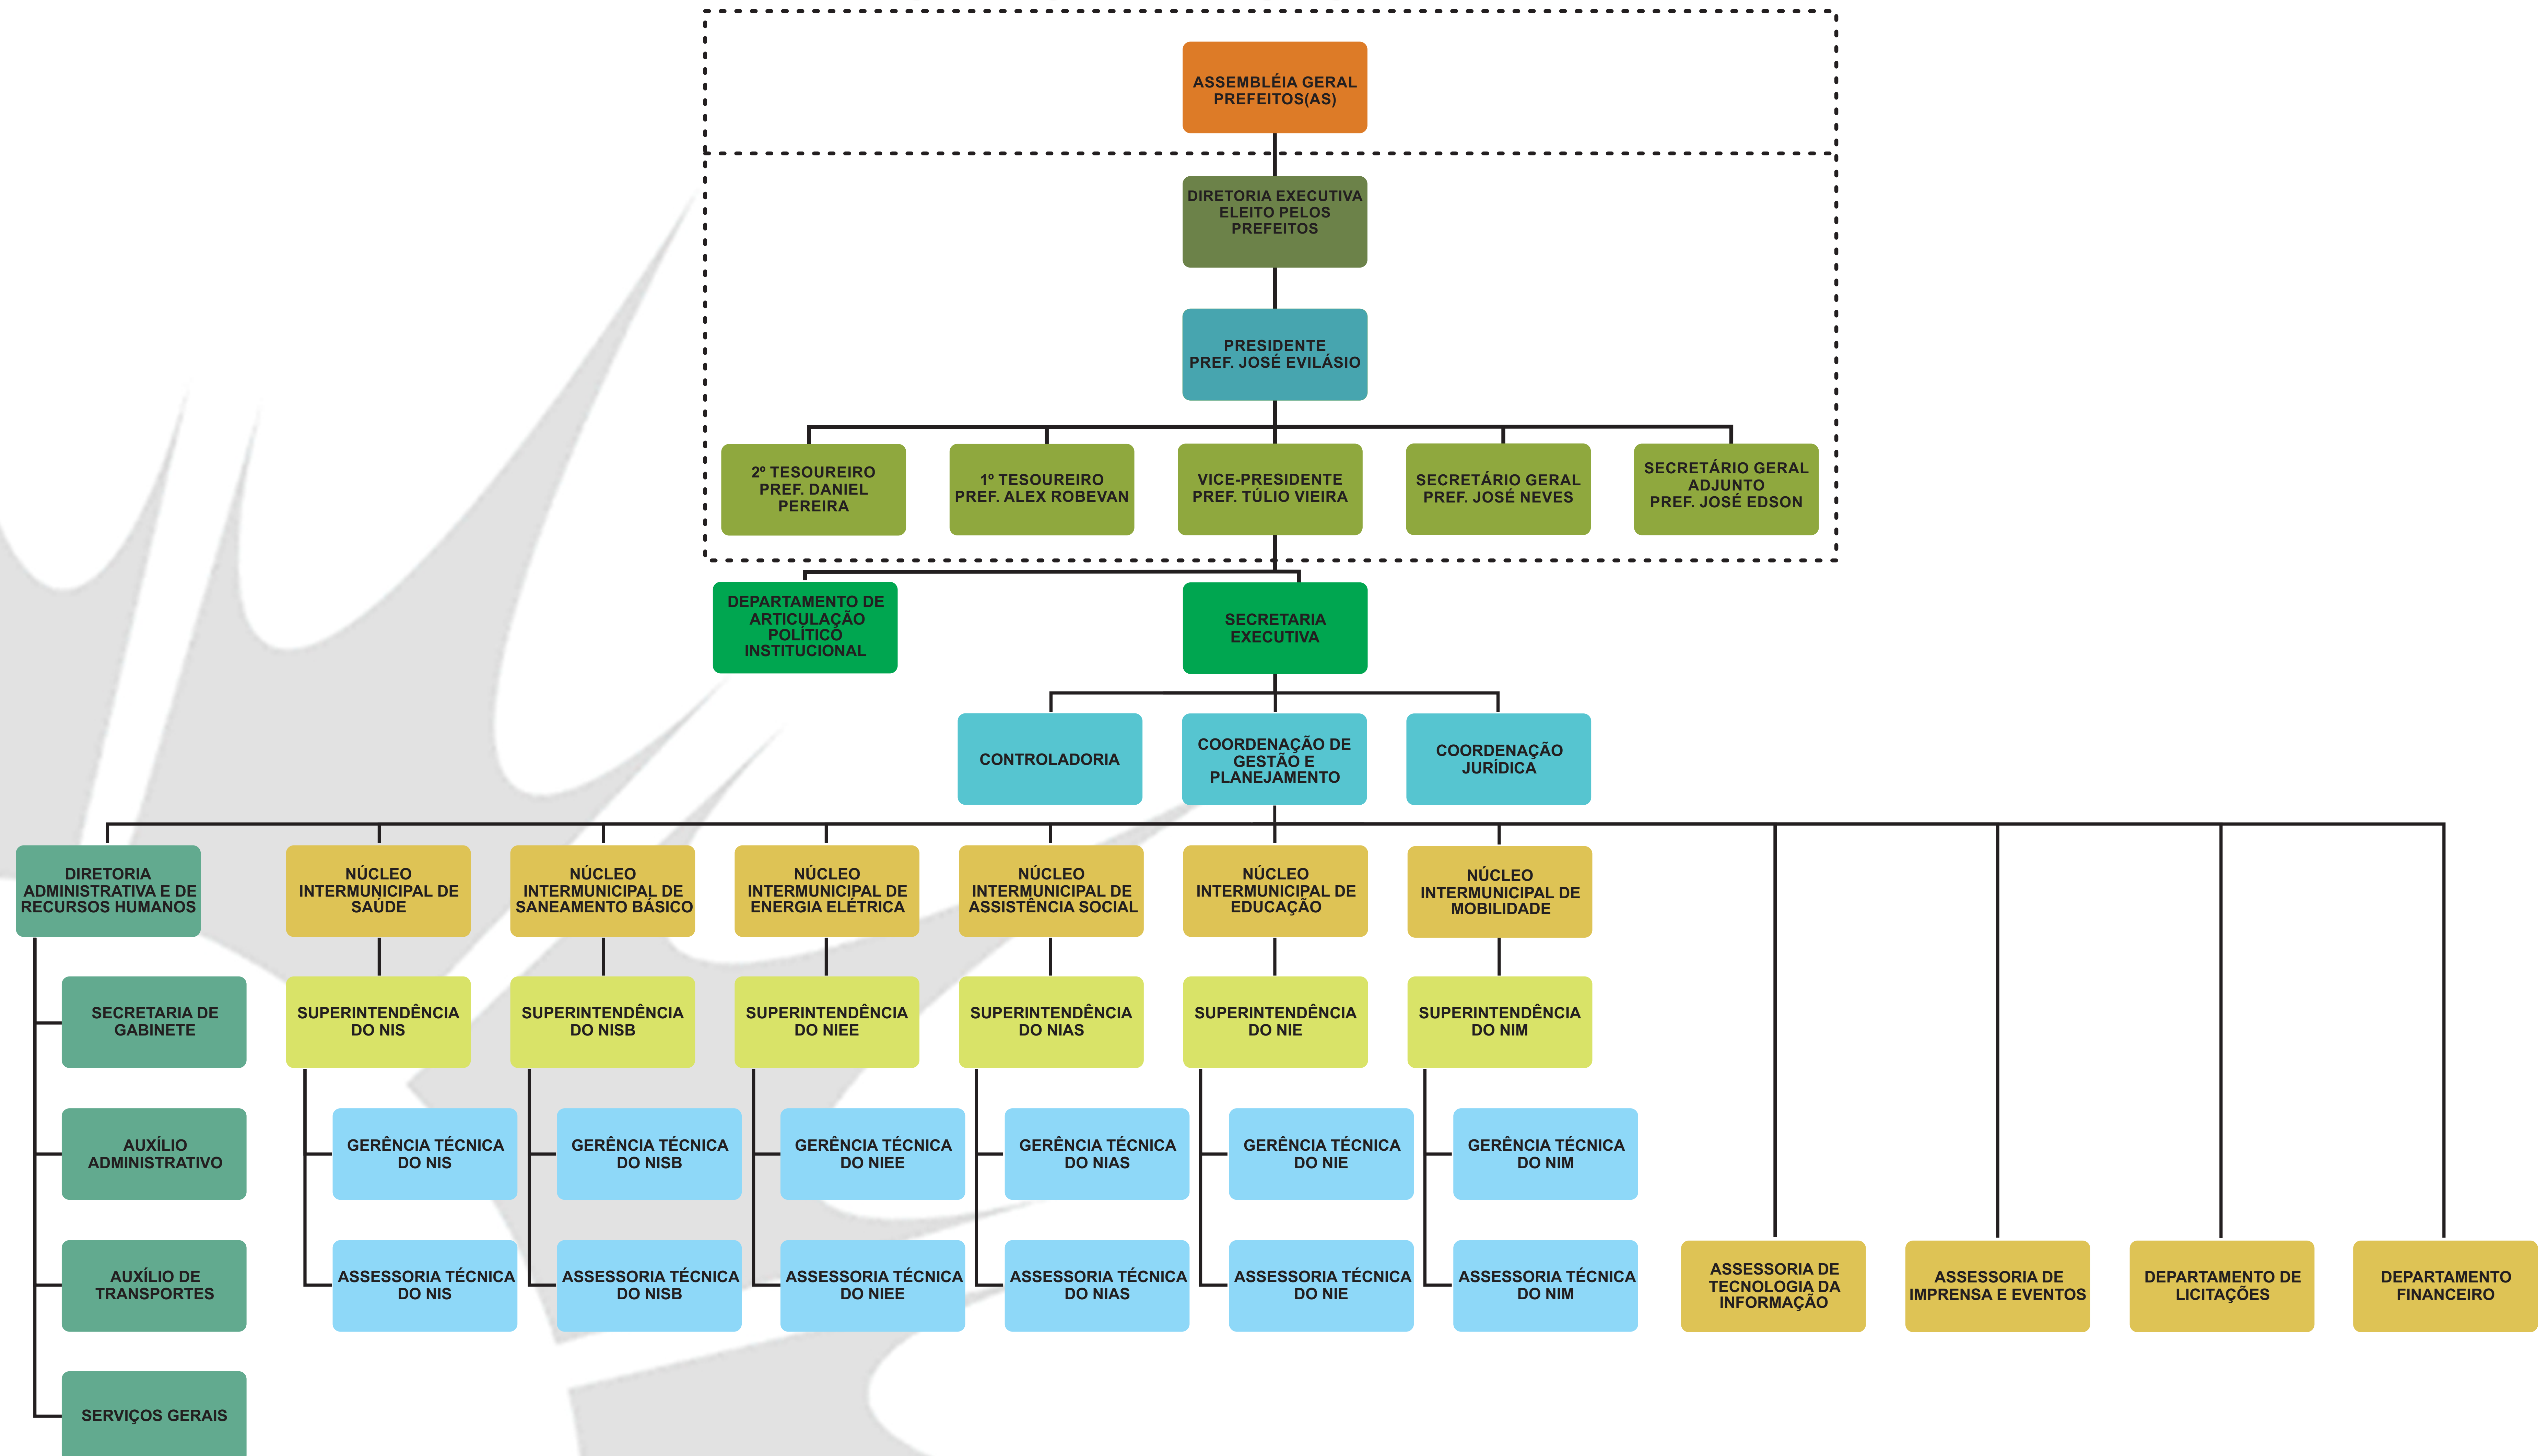 ASSEMBLÉIA GERAL
PREFEITOS(AS)
DIRETORIA EXECUTIVA
ELEITO PELOS
PREFEITOS
PRESIDENTE
PREF. JOSÉ EVILÁSIO
2º TESOUREIRO
PREF. DANIEL
PEREIRA
1º TESOUREIRO
PREF. ALEX ROBEVAN
VICE-PRESIDENTE
PREF. TÚLIO VIEIRA
SECRETÁRIO GERAL
PREF. JOSÉ NEVES
SECRETÁRIO GERAL
ADJUNTO
PREF. JOSÉ EDSON
DEPARTAMENTO DE
ARTICULAÇÃO
POLÍTICO
INSTITUCIONAL
SECRETARIA
EXECUTIVA
CONTROLADORIA
COORDENAÇÃO DE
GESTÃO E
PLANEJAMENTO
COORDENAÇÃO
JURÍDICA
DIRETORIA
ADMINISTRATIVA E DE
RECURSOS HUMANOS
NÚCLEO
INTERMUNICIPAL DE
SAÚDE
NÚCLEO
INTERMUNICIPAL DE
SANEAMENTO BÁSICO
NÚCLEO
INTERMUNICIPAL DE
ENERGIA ELÉTRICA
NÚCLEO
INTERMUNICIPAL DE
ASSISTÊNCIA SOCIAL
NÚCLEO
INTERMUNICIPAL DE
EDUCAÇÃO
NÚCLEO
INTERMUNICIPAL DE
MOBILIDADE
SECRETARIA DE
GABINETE
SUPERINTENDÊNCIA
DO NIS
SUPERINTENDÊNCIA
DO NISB
SUPERINTENDÊNCIA
DO NIEE
SUPERINTENDÊNCIA
DO NIAS
SUPERINTENDÊNCIA
DO NIE
SUPERINTENDÊNCIA
DO NIM
AUXÍLIO
ADMINISTRATIVO
GERÊNCIA TÉCNICA
DO NIS
GERÊNCIA TÉCNICA
DO NISB
GERÊNCIA TÉCNICA
DO NIEE
GERÊNCIA TÉCNICA
DO NIAS
GERÊNCIA TÉCNICA
DO NIE
GERÊNCIA TÉCNICA
DO NIM
AUXÍLIO DE
TRANSPORTES
ASSESSORIA TÉCNICA
DO NIS
ASSESSORIA TÉCNICA
DO NISB
ASSESSORIA TÉCNICA
DO NIEE
ASSESSORIA TÉCNICA
DO NIAS
ASSESSORIA TÉCNICA
DO NIE
ASSESSORIA TÉCNICA
DO NIM
ASSESSORIA DE
TECNOLOGIA DA
INFORMAÇÃO
ASSESSORIA DE
IMPRENSA E EVENTOS
DEPARTAMENTO DE
LICITAÇÕES
DEPARTAMENTO
FINANCEIRO
SERVIÇOS GERAIS